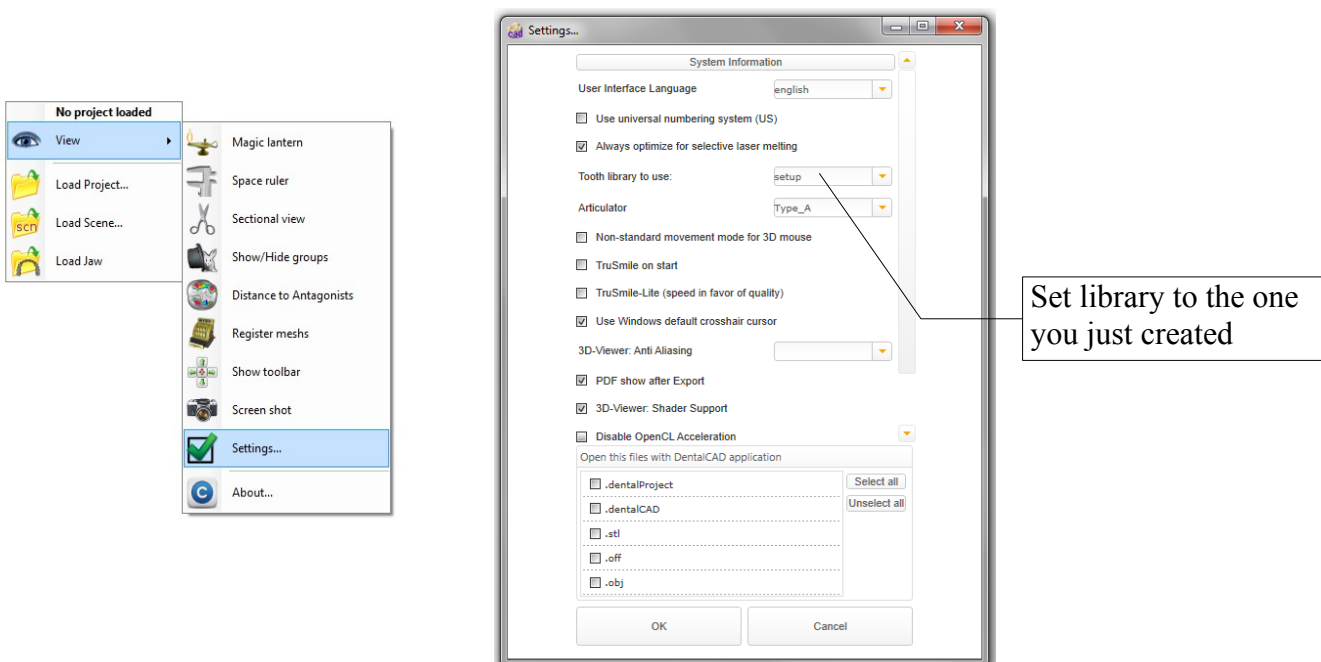 No project loaded
View
Load Project...
scn
Load Scene...
Load Jaw
Magic lantern
Space ruler
Sectional view
Show/Hide groups
Distance to Antagonists
Register meshs
Show toolbar
Screen shot
Settings...
C
About...
cad
Settings...
System Information
User Interface Language
english
Use universal numbering system (US)
Always optimize for selective laser melting
Tooth library to use:
setup
Articulator
Type_A
Non-standard movement mode for 3D mouse
TruSmile on start
TruSmile-Lite (speed in favor of quality)
Use Windows default crosshair cursor
3D-Viewer: Anti Aliasing
PDF show after Export
3D-Viewer: Shader Support
Disable OpenCL Acceleration
Open this files with DentalCAD application
.dentalProject
.dentalCAD
.stl
.off
.obj
Select all
Unselect all
OK
Cancel
Set library to the one
you just created